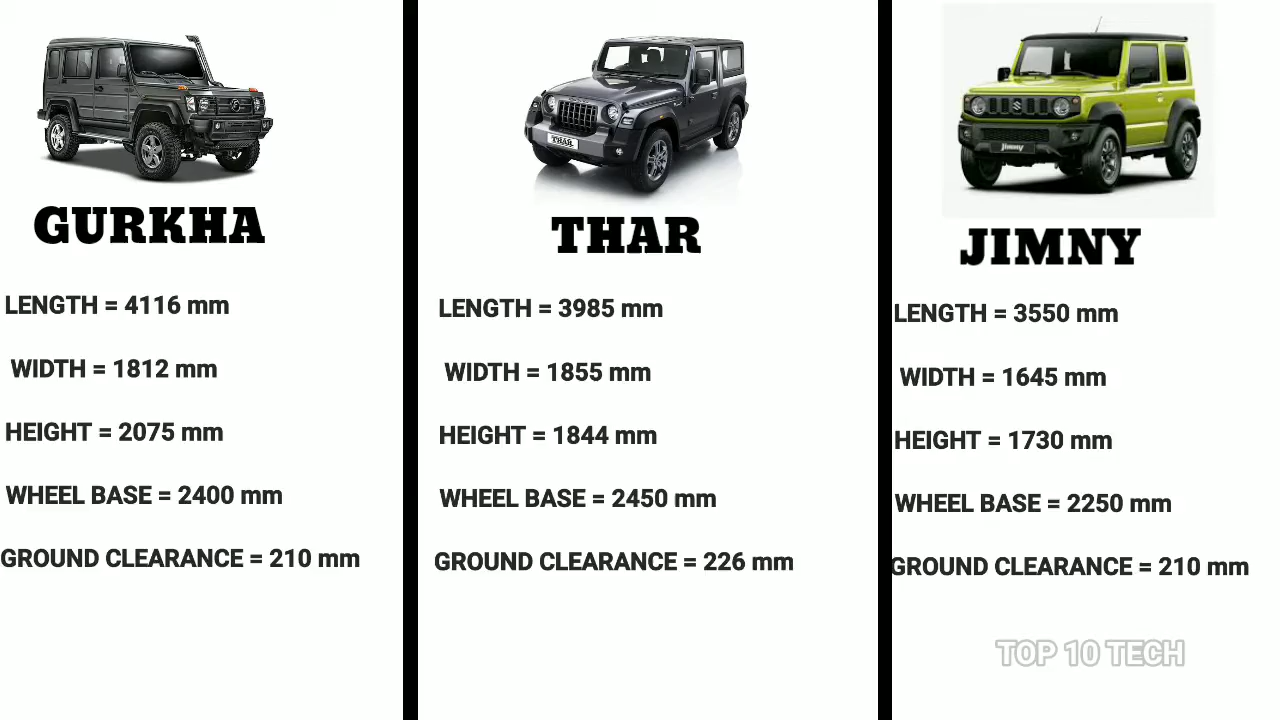 GURKHA
LENGTH = 4116 mm
WIDTH = 1812 mm
HEIGHT = 2075 mm
WHEEL BASE = 2400 mm
GROUND CLEARANCE = 210 mm
THAR
THAR
LENGTH = 3985 mm
WIDTH = 1855 mm
HEIGHT = 1844 mm
WHEEL BASE = 2450 mm
GROUND CLEARANCE = 226 mm
Jimny
JIMNY
LENGTH = 3550 mm
WIDTH = 1645 mm
HEIGHT = 1730 mm
WHEEL BASE = 2250 mm
GROUND CLEARANCE = 210 mm
TOP 10 TECH